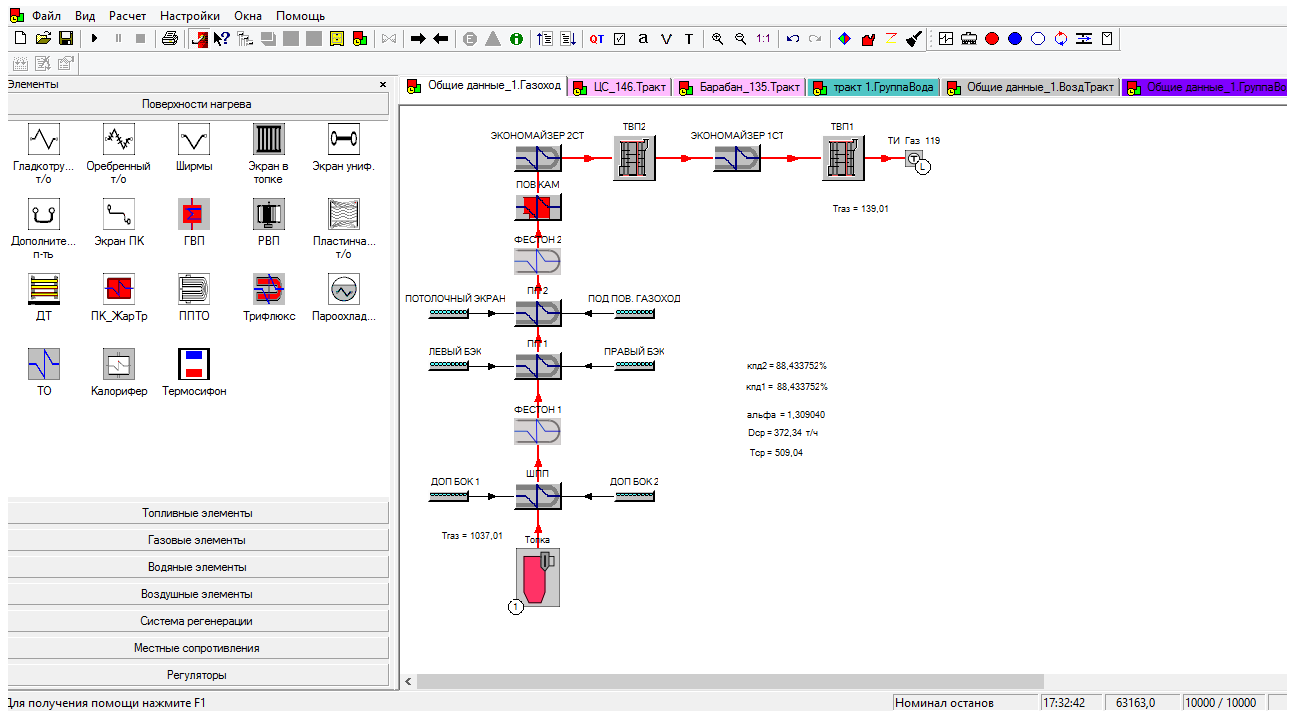 Файл Вид Расчет Настройки Окна Помощь
QT a V T 1:1
Элементы
Общие данные_1.Газоход ЦС_146.Тракт Барабан_135.Тракт тракт 1.ГруппаВода Общие данные_1.ВоздТракт Общие данные_1.ГруппаВо
Поверхности нагрева
Гладкотру... т/о
Оребренный т/о
Ширмы
Экран в топке
Экран униф.
Дополните... п-ть
Экран ПК
ГВП
РВП
Пластинча... т/о
ДТ
ПК_ЖарТр
ППТО
Трифлюкс
Пароохлад...
ТО
Калорифер
Термосифон
Топливные элементы
Газовые элементы
Водяные элементы
Воздушные элементы
Система регенерации
Местные сопротивления
Регуляторы
ЭКОНОМАЙЗЕР 2СТ
ТВП2
ЭКОНОМАЙЗЕР 1СТ
ТВП1
ТИ Газ 119
T
L
Tгаз = 139,01
ПОВ КАМ
ФЕСТОН 2
ПОТОЛОЧНЫЙ ЭКРАН
ПОД ПОВ. ГАЗОХОД
ЛЕВЫЙ БЭК
ПРАВЫЙ БЭК
ФЕСТОН 1
кпд2 = 88,433752%
кпд1 = 88,433752%
альфа = 1,309040
Dср = 372,34 т/ч
Tср = 509,04
ДОП БОК 1
ШПП
ДОП БОК 2
Tгаз = 1037,01
Топка
1
Для получения помощи нажмите F1
Номинал останов 17:32:42 63163,0 10000 / 10000